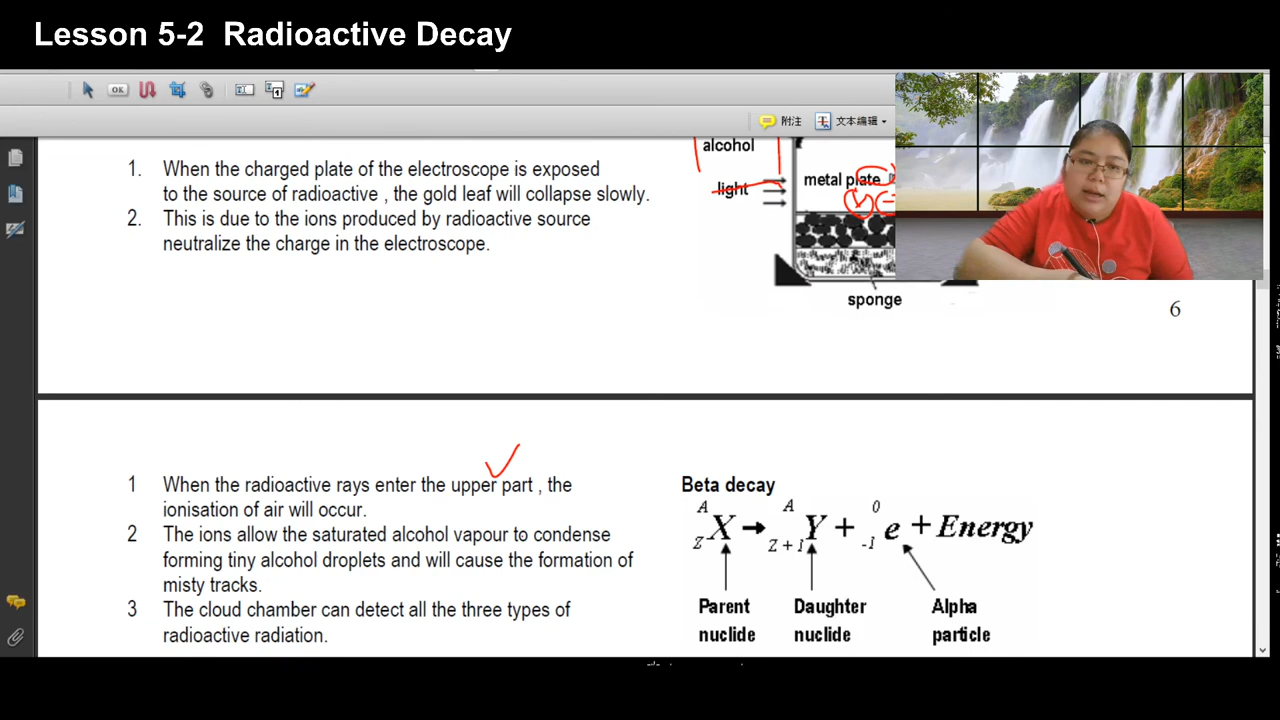 Lesson 5-2 Radioactive Decay
OK
附注
文本编辑
1. When the charged plate of the electroscope is exposed
to the source of radioactive , the gold leaf will collapse slowly.
2. This is due to the ions produced by radioactive source
neutralize the charge in the electroscope.
alcohol
light
metal plate
sponge
6
1 When the radioactive rays enter the upper part , the
ionisation of air will occur.
2 The ions allow the saturated alcohol vapour to condense
forming tiny alcohol droplets and will cause the formation of
misty tracks.
3 The cloud chamber can detect all the three types of
radioactive radiation.
Beta decay
A Z X → A Z + 1 Y + 0 -1 e + Energy
Parent nuclide
Daughter nuclide
Alpha particle